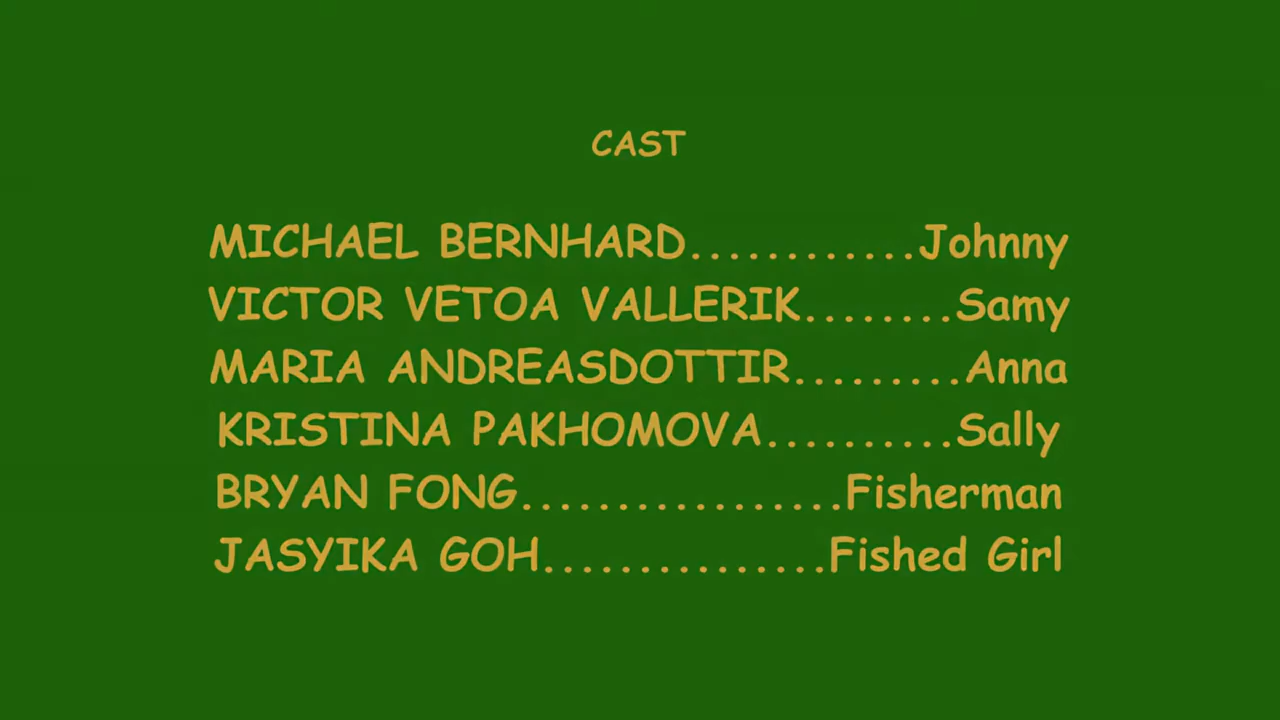 CAST
MICHAEL BERNHARD............Johnny
VICTOR VETOA VALLERIK........Samy
MARIA ANDREASDOTTIR.........Anna
KRISTINA PAKHOMOVA..........Sally
BRYAN FONG.................Fisherman
JASYIKA GOH...............Fished Girl